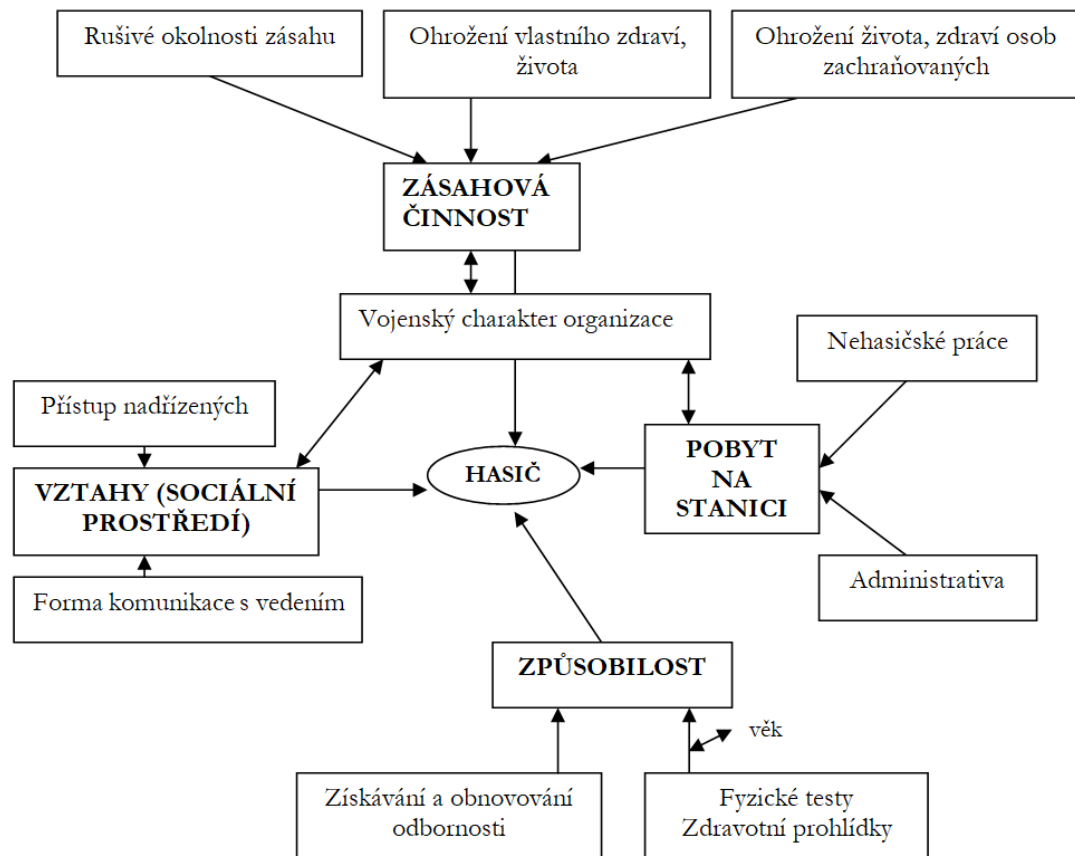 Rušivé okolnosti zásahu
Ohrožení vlastního zdraví,
života
Ohrožení života, zdraví osob
zachraňovaných
ZÁSAHOVÁ
ČINNOST
Vojenský charakter organizace
Nehasičské práce
Přístup nadřízených
VZTAHY (SOCIÁLNÍ
PROSTŘEDÍ)
HASIČ
POBYT
NA
STANICI
Forma komunikace s vedením
Administrativa
ZPŮSOBILOST
věk
Získávání a obnovování
odbornosti
Fyzické testy
Zdravotní prohlídky